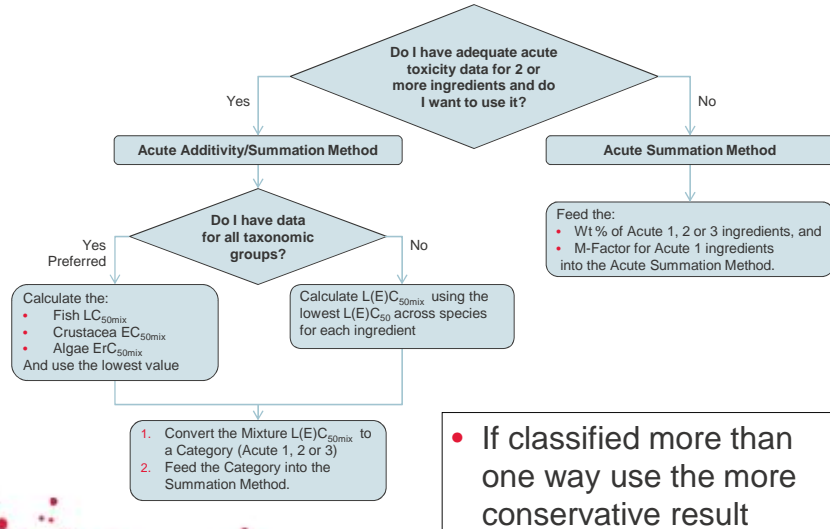 Do I have adequate acute
toxicity data for 2 or
more ingredients and do
I want to use it?
Yes
No
Acute Additivity/Summation Method
Acute Summation Method
Do I have data
for all taxonomic
groups?
Yes
Preferred
No
Feed the:
• Wt % of Acute 1, 2 or 3 ingredients, and
• M-Factor for Acute 1 ingredients
into the Acute Summation Method.
Calculate the:
• Fish LC50mix
• Crustacea EC50mix
• Algae ErC50mix
And use the lowest value
Calculate L(E)C50mix using the
lowest L(E)C50 across species
for each ingredient
1. Convert the Mixture L(E)C50mix to
a Category (Acute 1, 2 or 3)
2. Feed the Category into the
Summation Method.
• If classified more than
one way use the more
conservative result